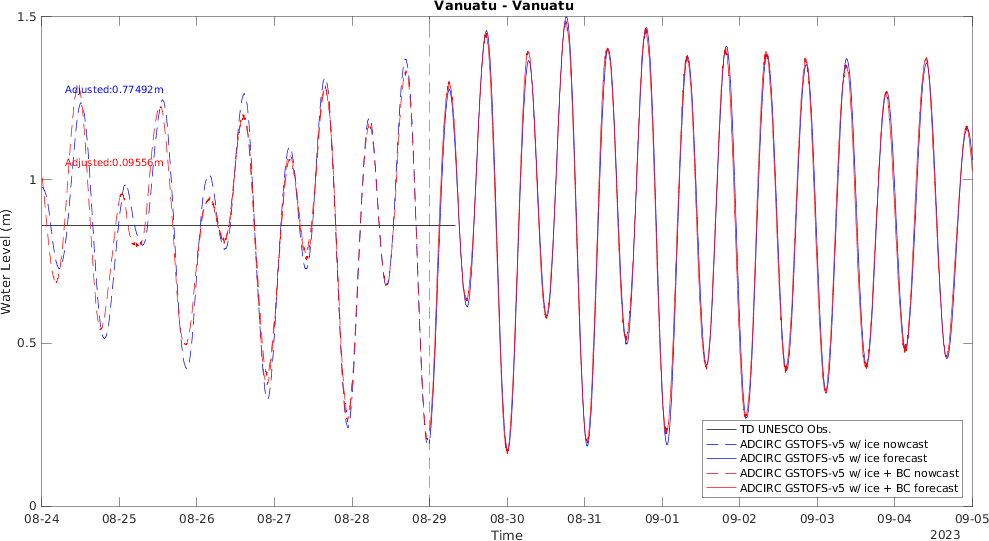 Vanuatu - Vanuatu
1.5
Adjusted:0.77492m
Adjusted:0.09556m
1
Water Level (m)
0.5
TD UNESCO Obs.
ADCIRC GSTOFS-v5 w/ ice nowcast
ADCIRC GSTOFS-v5 w/ ice forecast
ADCIRC GSTOFS-v5 w/ ice + BC nowcast
ADCIRC GSTOFS-v5 w/ ice + BC forecast
0
08-24 08-25 08-26 08-27 08-28 08-29 08-30 08-31 09-01 09-02 09-03 09-04 09-05
Time
2023